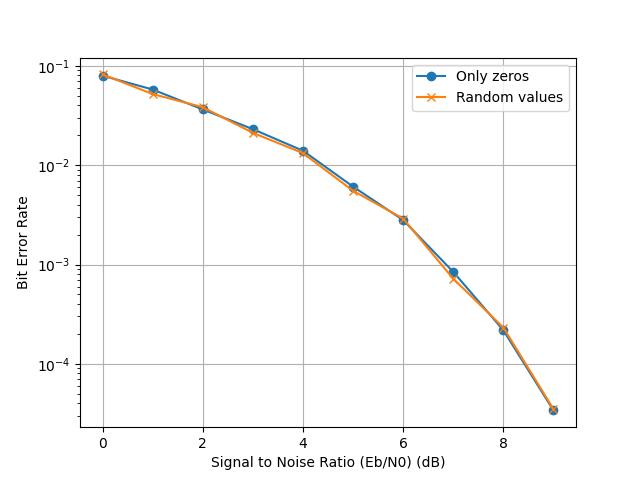 Only zeros
Random values
10⁻¹
10⁻²
10⁻³
10⁻⁴
Bit Error Rate
0 2 4 6 8
Signal to Noise Ratio (Eb/N0) (dB)